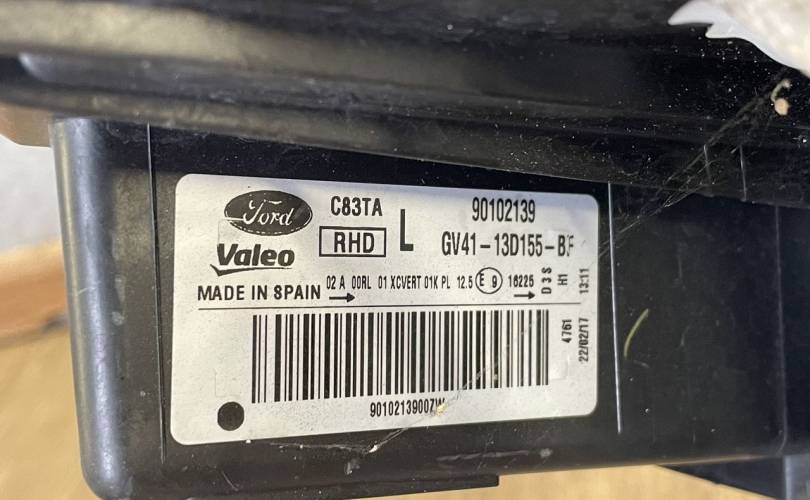 Ford
C83TA
90102139
Valeo
RHD
L
GV41-13D155-BF
02 A 00RL 01 XCVERT 01K PL 12.5 E 9 16225
D3S
H1
13:11
MADE IN SPAIN
4761
22/02/17
90102139007W